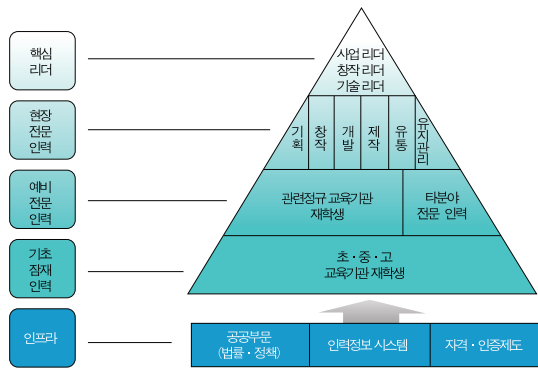 핵심
리더
사업 리더
창작 리더
기술 리더
현장
전문
인력
기획
창작
개발
제작
유통
유지관리
예비
전문
인력
관련정규 교육기관
재학생
타분야
전문 인력
기초
잠재
인력
초·중·고
교육기관 재학생
인프라
공공부문
(법률·정책)
인력정보 시스템
자격·인증제도